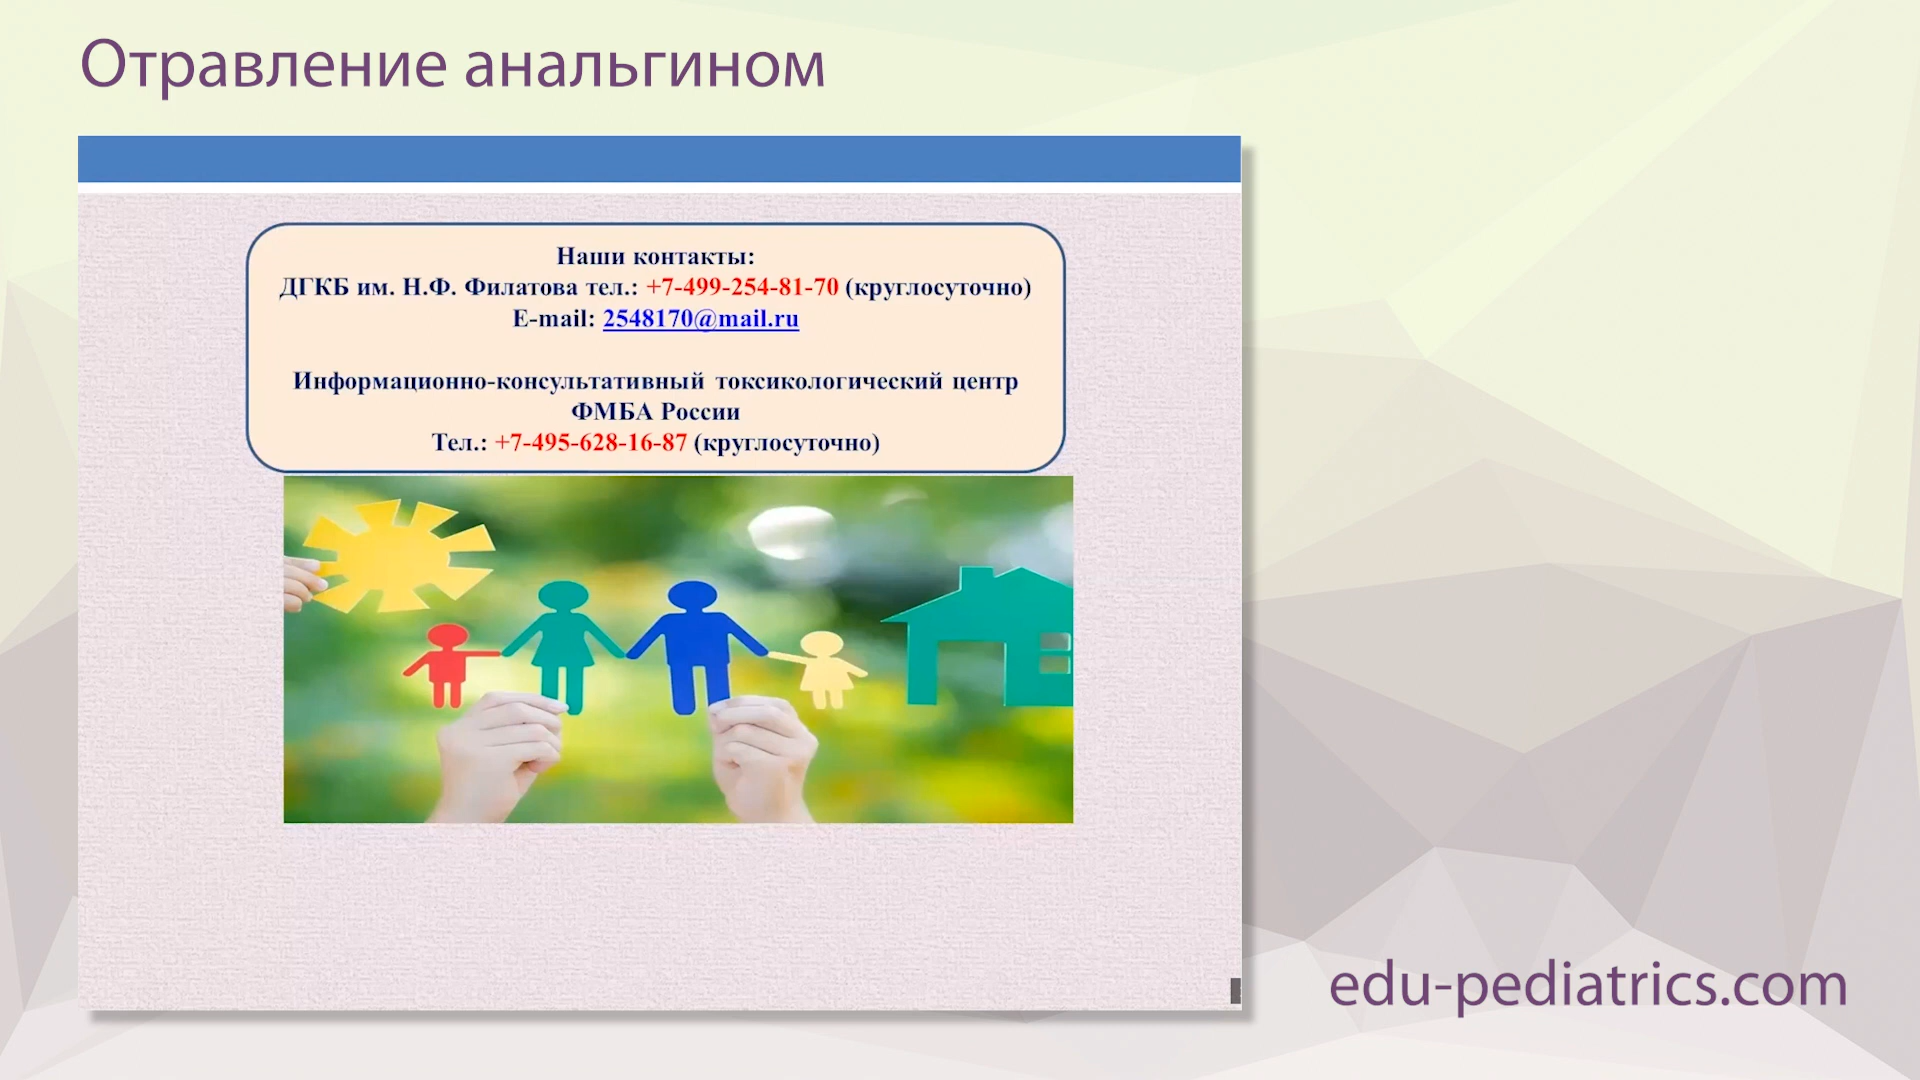 Отравление анальгином
Наши контакты:
ДГКБ им. Н.Ф. Филатова тел.: +7-499-254-81-70 (круглосуточно)
E-mail: 2548170@mail.ru
Информационно-консультативный токсикологический центр
ФМБА России
Тел.: +7-495-628-16-87 (круглосуточно)
edu-pediatrics.com